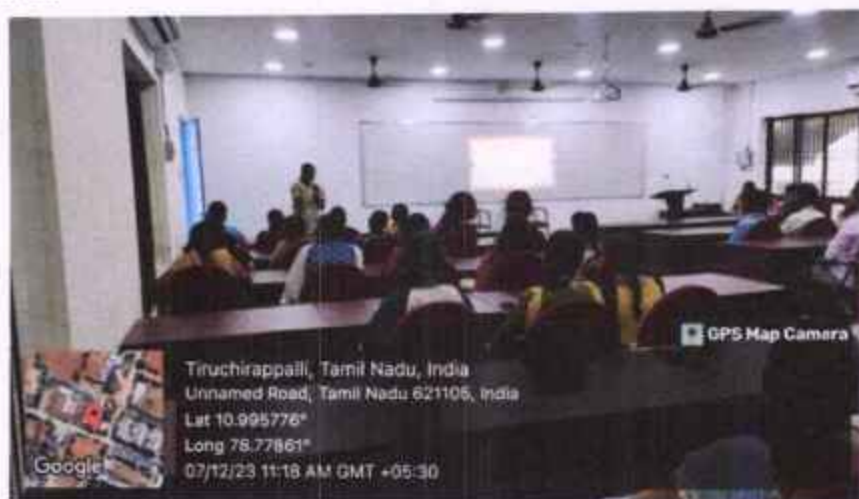 GPS Map Camera
Tiruchirappalli, Tamil Nadu, India
Unnamed Road, Tamil Nadu 621105, India
Lat 10.995776°
Long 78.77861°
07/12/23 11:18 AM GMT +05:30
Google